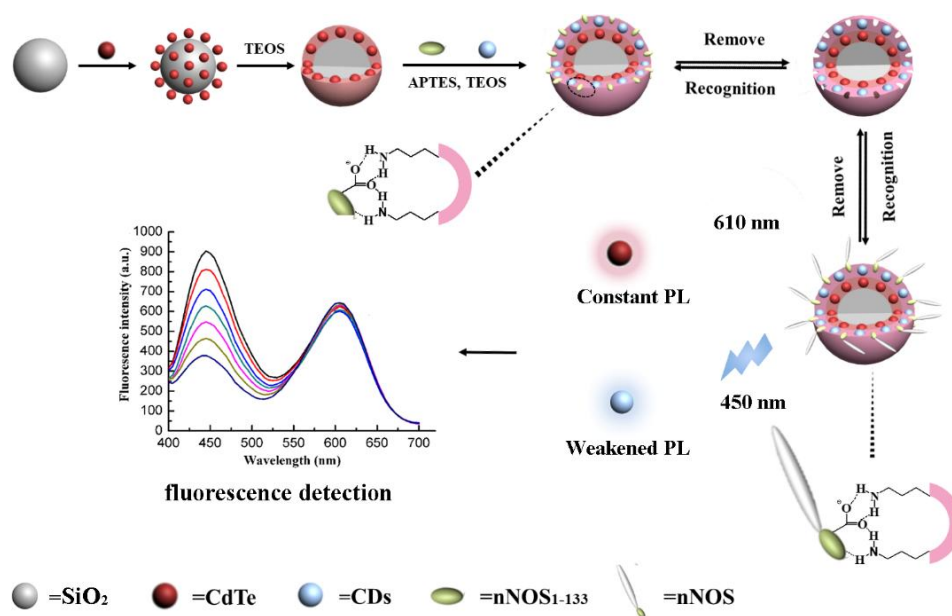 TEOS
APTES, TEOS
Remove
Recognition
Remove
Recognition
H
N
H
O
⊖
O
H
N
H
610 nm
Constant PL
450 nm
Weakened PL
Fluorescence intensity (a.u.)
1000
900
800
700
600
500
400
300
200
100
0
400 450 500 550 600 650 700
Wavelength (nm)
fluorescence detection
H
N
H
O
⊖
O
H
N
H
=SiO₂ =CdTe =CDs =nNOS₁₋₁₃₃ =nNOS